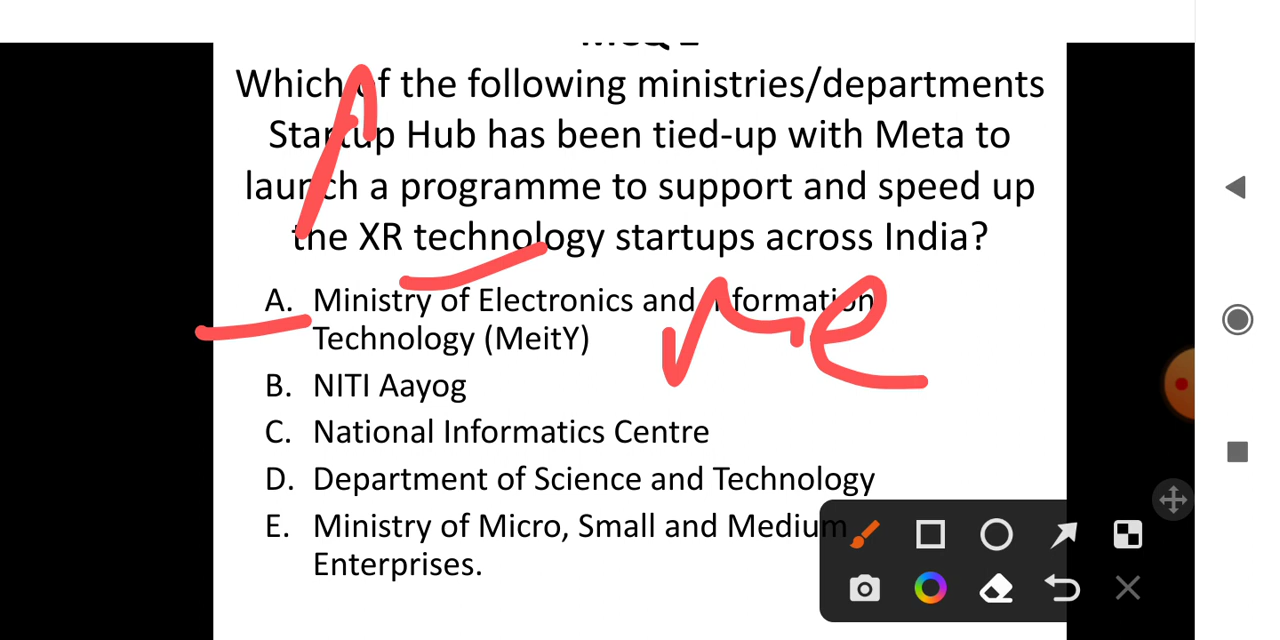 Which of the following ministries/departments
Startup Hub has been tied-up with Meta to
launch a programme to support and speed up
the XR technology startups across India?
A. Ministry of Electronics and Information
Technology (MeitY)
B. NITI Aayog
C. National Informatics Centre
D. Department of Science and Technology
E. Ministry of Micro, Small and Medium
Enterprises.